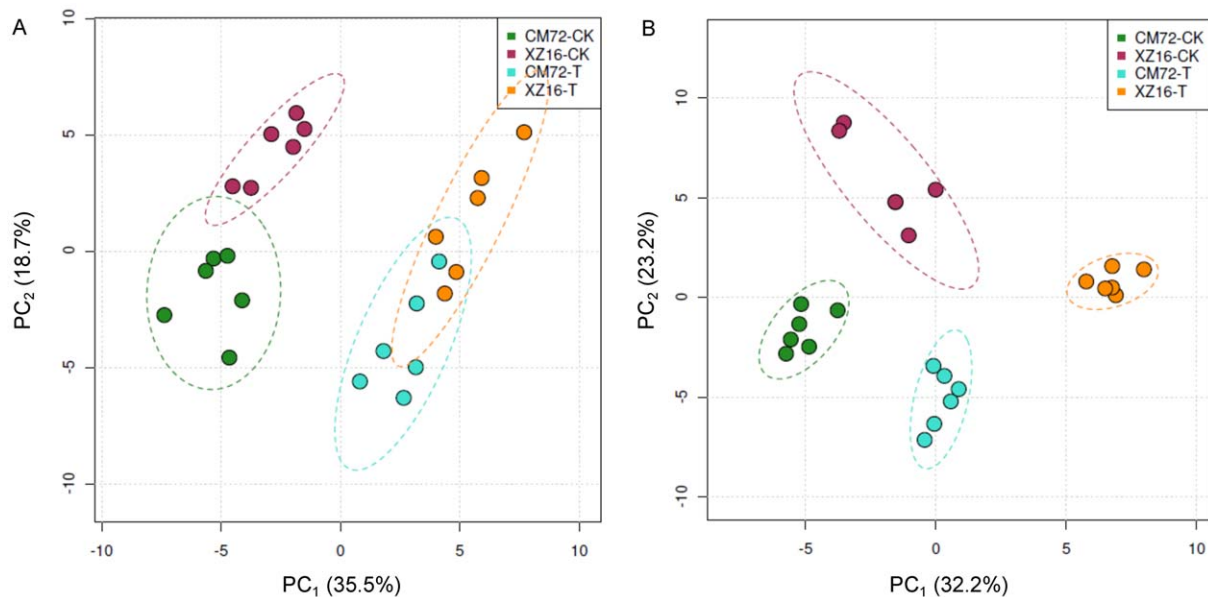 A
CM72-CK
XZ16-CK
CM72-T
XZ16-T
10
5
0
-5
-10
PC2 (18.7%)
-10
-5
0
5
10
PC1 (35.5%)
B
CM72-CK
XZ16-CK
CM72-T
XZ16-T
10
5
0
-5
-10
PC2 (23.2%)
-5
0
5
10
PC1 (32.2%)